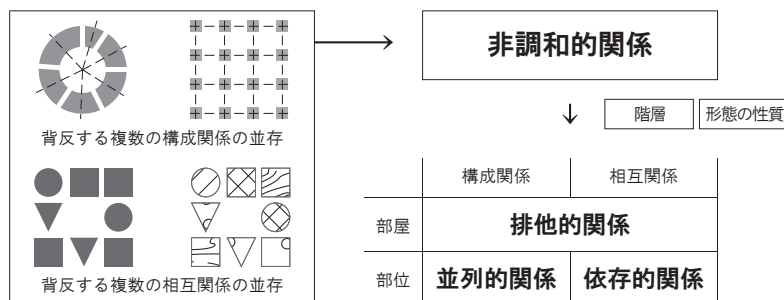 背反する複数の構成関係の並存
背反する複数の相互関係の並存
非調和的関係
階層 形態の性質
構成関係 相互関係
部屋 排他的関係
部位 並列的関係 依存的関係